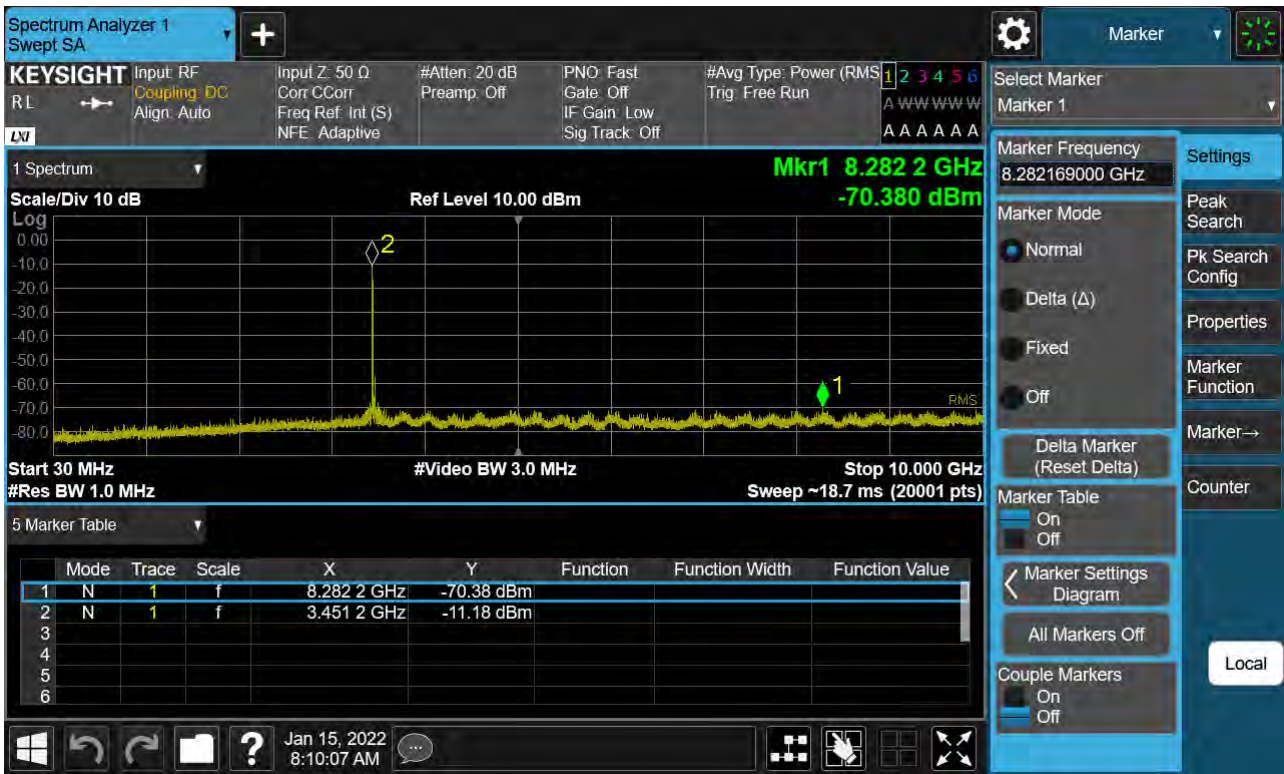 Spectrum Analyzer 1
Swept SA
Marker
KEYSIGHT
RL
LXI
Input: RF
Coupling: DC
Align: Auto
Input Z: 50 Ω
Corr CCorr
Freq Ref: Int (S)
NFE: Adaptive
#Atten: 20 dB
Preamp: Off
PNO: Fast
Gate: Off
IF Gain: Low
Sig Track: Off
#Avg Type: Power (RMS
Trig: Free Run
1 2 3 4 5 6
A W W W W W
A A A A A A
Select Marker
Marker 1
1 Spectrum
Mkr1 8.282 2 GHz
Scale/Div 10 dB
Ref Level 10.00 dBm
-70.380 dBm
Log
0.00
-10.0
-20.0
-30.0
-40.0
-50.0
-60.0
-70.0
-80.0
2
1
RMS
Start 30 MHz
#Video BW 3.0 MHz
Stop 10.000 GHz
#Res BW 1.0 MHz
Sweep ~18.7 ms (20001 pts)
5 Marker Table
Mode Trace Scale X Y Function Function Width Function Value
1 N 1 f 8.282 2 GHz -70.38 dBm
2 N 1 f 3.451 2 GHz -11.18 dBm
3
4
5
6
Marker Frequency
8.282169000 GHz
Marker Mode
Normal
Delta (Δ)
Fixed
Off
Delta Marker
(Reset Delta)
Marker Table
On
Off
Marker Settings
Diagram
All Markers Off
Couple Markers
On
Off
Settings
Peak
Search
Pk Search
Config
Properties
Marker
Function
Marker→
Counter
Local
?
Jan 15, 2022
8:10:07 AM